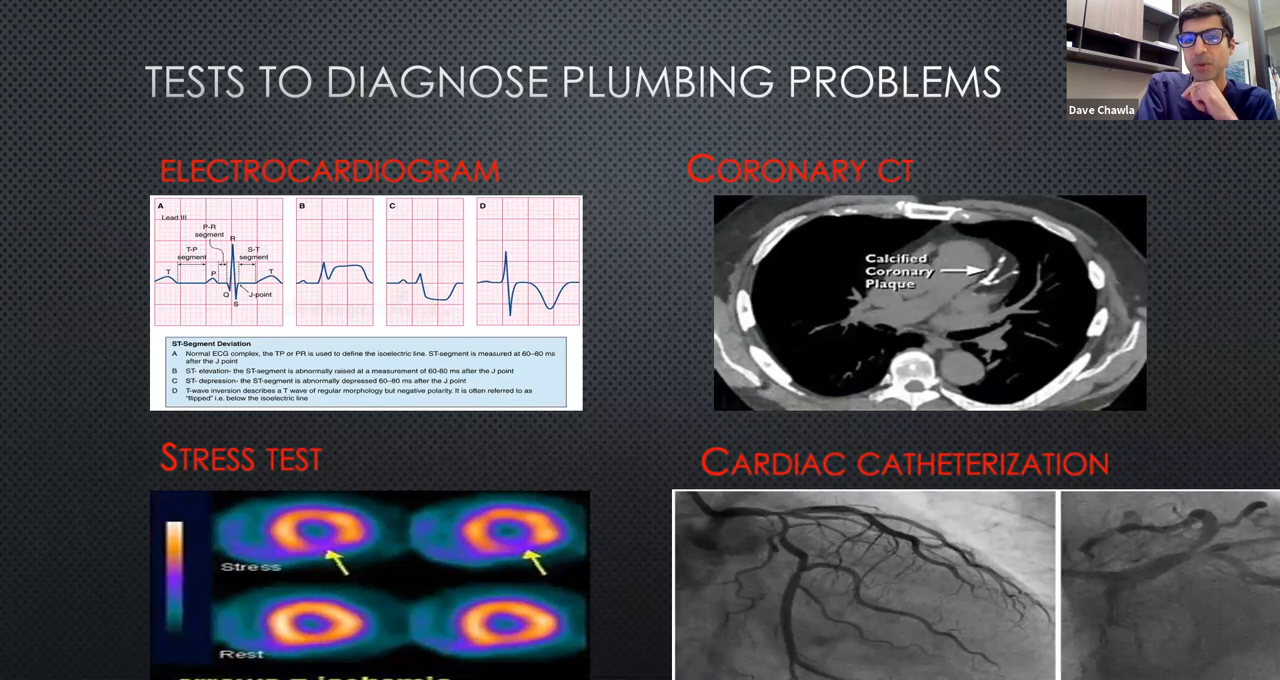 TESTS TO DIAGNOSE PLUMBING PROBLEMS
Dave Chawla
ELECTROCARDIOGRAM
A
Lead III
P-R
segment
R
T-P
segment
S-T
segment
T
P
T
Q
S
J-point
B
C
D
ST-Segment Deviation
A Normal ECG complex, the TP or PR is used to define the isoelectric line. ST-segment is measured at 60–80 ms
after the J point
B ST- elevation- the ST-segment is abnormally raised at a measurement of 60-80 ms after the J point
C ST- depression- the ST-segment is abnormally depressed 60–80 ms after the J point
D T-wave inversion describes a T wave of regular morphology but negative polarity. It is often referred to as
"flipped" i.e. below the isoelectric line
CORONARY CT
Calcified
Coronary
Plaque
STRESS TEST
Stress
Rest
CARDIAC CATHETERIZATION